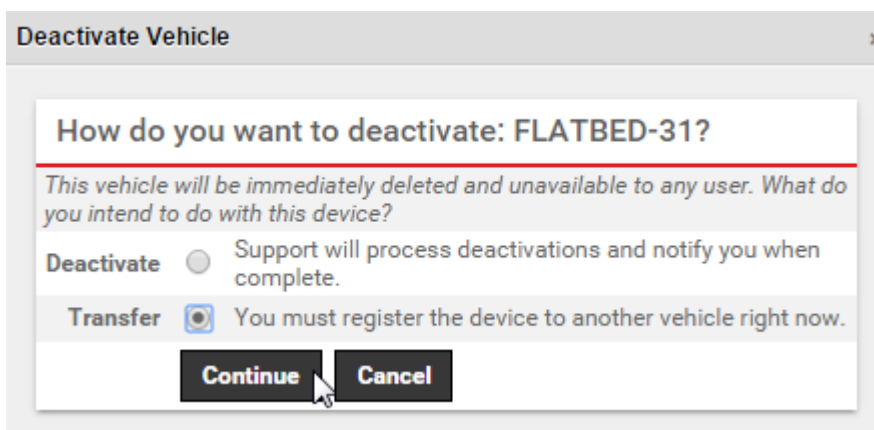 Deactivate Vehicle
How do you want to deactivate: FLATBED-31?
This vehicle will be immediately deleted and unavailable to any user. What do
you intend to do with this device?
Deactivate Support will process deactivations and notify you when
complete.
Transfer You must register the device to another vehicle right now.
Continue Cancel